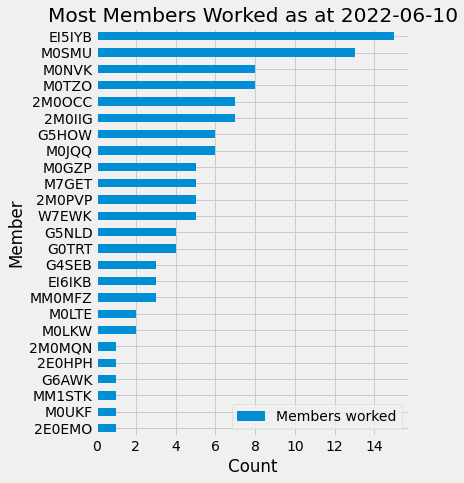 Most Members Worked as at 2022-06-10
EI5IYB
M0SMU
M0NVK
M0TZO
2M0OCC
2M0IIG
G5HOW
M0JQQ
M0GZP
M7GET
2M0PVP
W7EWK
G5NLD
G0TRT
G4SEB
EI6IKB
MM0MFZ
M0LTE
M0LKW
2M0MQN
2E0HPH
G6AWK
MM1STK
M0UKF
2E0EMO
Member
Members worked
0 2 4 6 8 10 12 14
Count